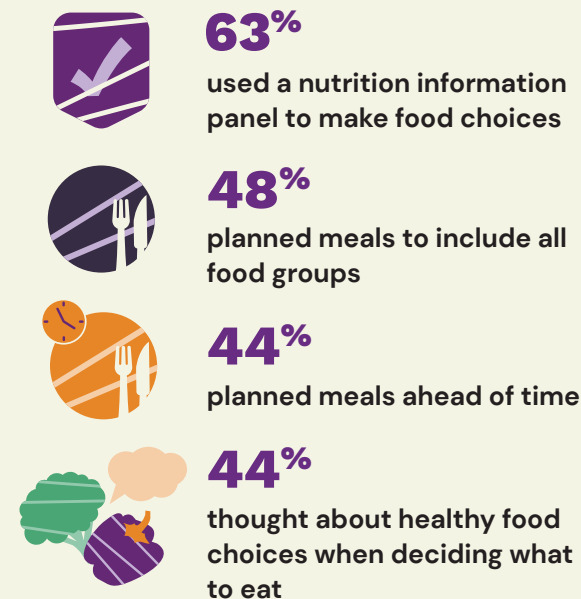 63%
used a nutrition information
panel to make food choices
48%
planned meals to include all
food groups
44%
planned meals ahead of time
44%
thought about healthy food
choices when deciding what
to eat